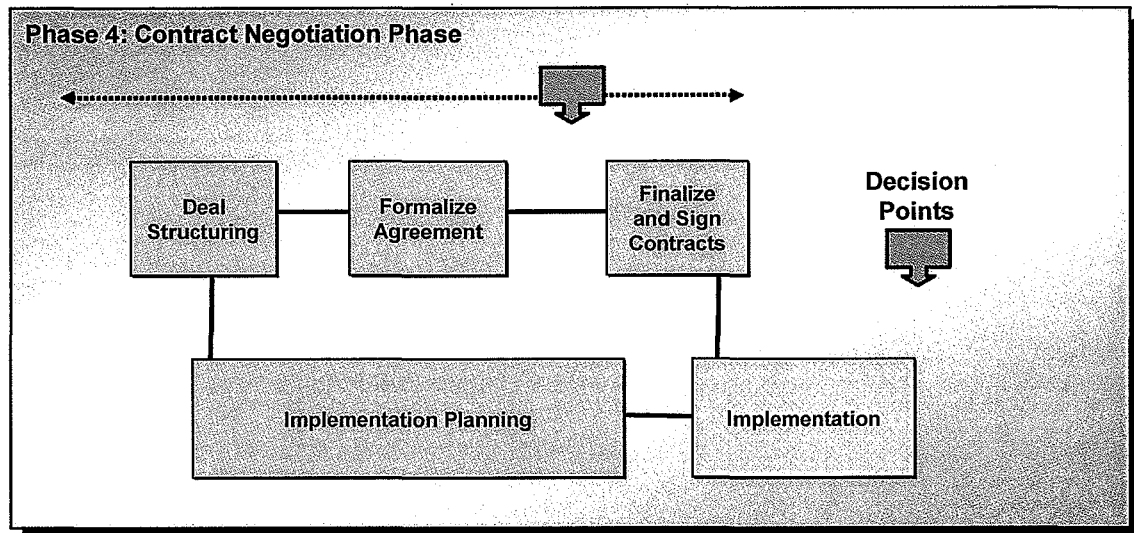 Phase 4: Contract Negotiation Phase
Deal
Structuring
Formalize
Agreement
Finalize
and Sign
Contracts
Decision
Points
Implementation Planning
Implementation